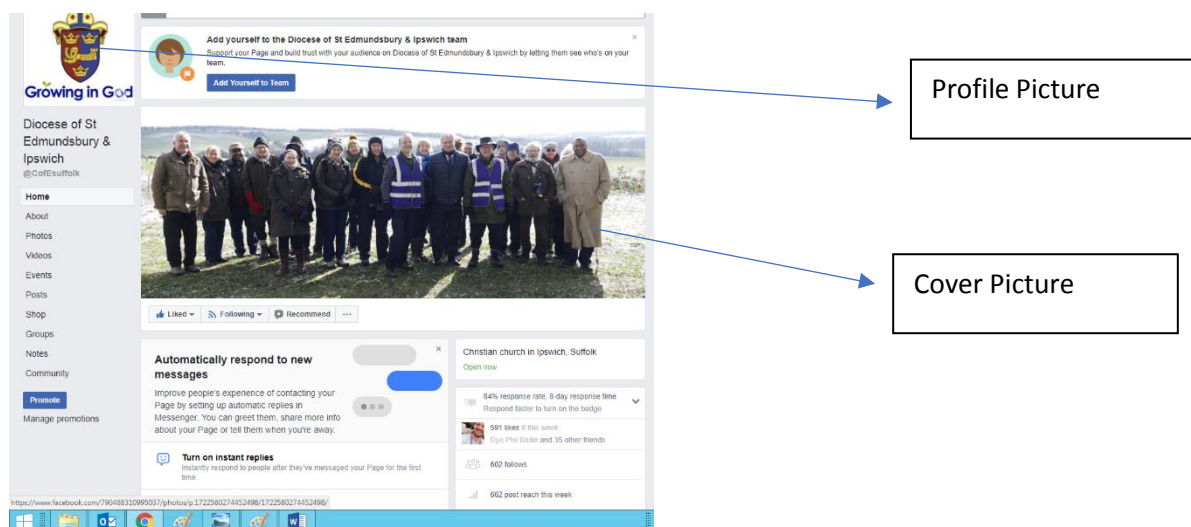 Growing in God
Diocese of St
Edmundsbury &
Ipswich
@CofEsuffolk
Home
About
Photos
Videos
Events
Posts
Shop
Groups
Notes
Community
Promote
Manage promotions
Add yourself to the Diocese of St Edmundsbury & Ipswich team
Support your Page and build trust with your audience on Diocese of St Edmundsbury & Ipswich by letting them see who's on your
team.
Add Yourself to Team
Liked
Following
Recommend
Automatically respond to new
messages
Improve people's experience of contacting your
Page by setting up automatic replies in
Messenger. You can greet them, share more info
about your Page or tell them when you're away.
Turn on instant replies
Instantly respond to people after they've messaged your Page for the first
time.
Christian church in Ipswich, Suffolk
Open now
84% response rate, 6-day response time
Respond faster to turn on the badge
591 likes 0 this week
and 35 other friends
602 follows
662 post reach this week
https://www.facebook.com/790488310995037/photos/p.1722580274452498/1722580274452498/
Profile Picture
Cover Picture